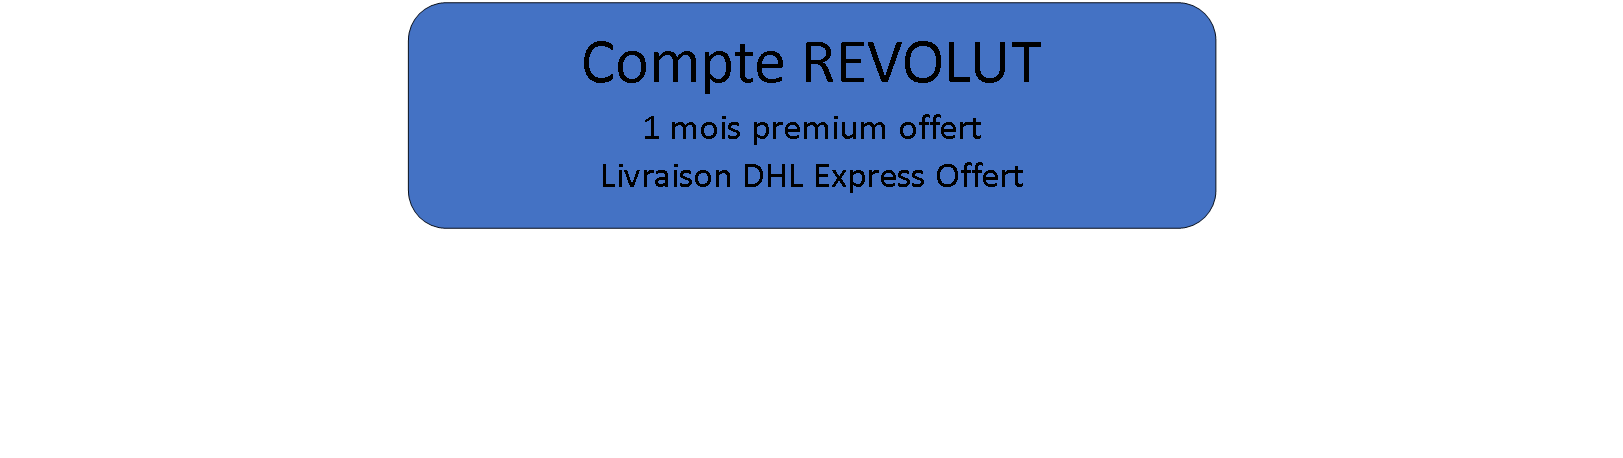 Compte REVOLUT
1 mois premium offert
Livraison DHL Express Offert